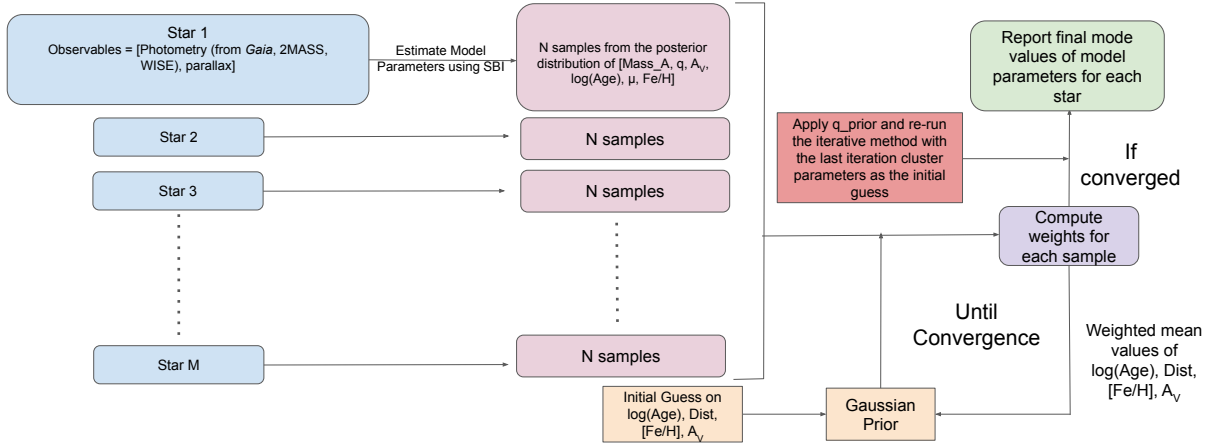 Star 1
Observables = [Photometry (from Gaia, 2MASS,
WISE), parallax]
Estimate Model
Parameters using SBI
N samples from the posterior
distribution of [Mass_A, q, A_V,
log(Age), μ, Fe/H]
Star 2
N samples
Star 3
N samples
Star M
N samples
Initial Guess on
log(Age), Dist,
[Fe/H], A_V
Gaussian
Prior
Until
Convergence
Weighted mean
values of
log(Age), Dist,
[Fe/H], A_V
Compute
weights for
each sample
If
converged
Apply q_prior and re-run
the iterative method with
the last iteration cluster
parameters as the initial
guess
Report final mode
values of model
parameters for each
star